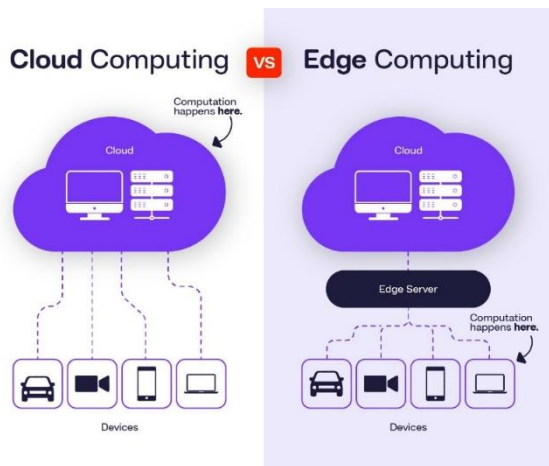 Cloud Computing
VS
Edge Computing
Computation
happens here.
Cloud
Devices
Cloud
Edge Server
Computation
happens here.
Devices